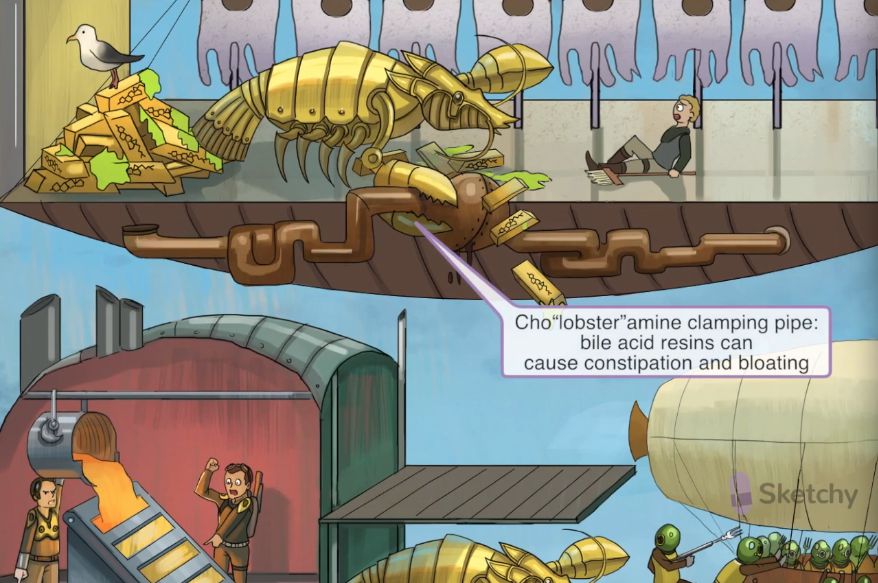 Cho“lobster”amine clamping pipe:
bile acid resins can
cause constipation and bloating
Sketchy